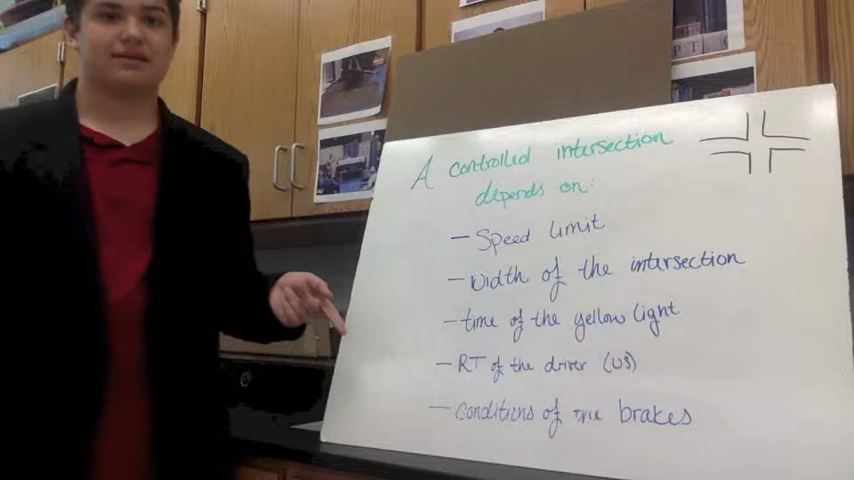 A controlled intersection
depends on:
- Speed limit
- width of the intersection
- time of the yellow light
- RT of the driver (us)
- Conditions of the brakes